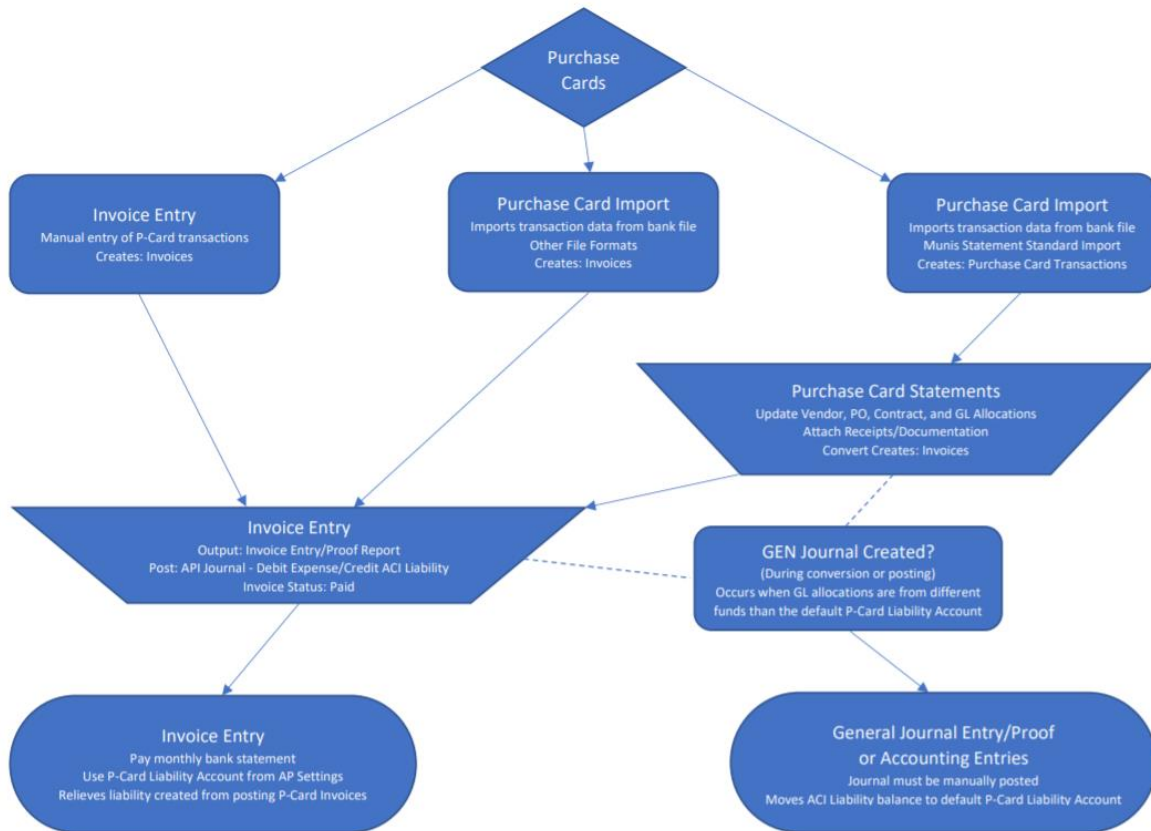 Purchase
Cards
Invoice Entry
Manual entry of P-Card transactions
Creates: Invoices
Purchase Card Import
Imports transaction data from bank file
Other File Formats
Creates: Invoices
Purchase Card Import
Imports transaction data from bank file
Munis Statement Standard Import
Creates: Purchase Card Transactions
Purchase Card Statements
Update Vendor, PO, Contract, and GL Allocations
Attach Receipts/Documentation
Convert Creates: Invoices
Invoice Entry
Output: Invoice Entry/Proof Report
Post: API Journal - Debit Expense/Credit ACI Liability
Invoice Status: Paid
GEN Journal Created?
(During conversion or posting)
Occurs when GL allocations are from different
funds than the default P-Card Liability Account
Invoice Entry
Pay monthly bank statement
Use P-Card Liability Account from AP Settings
Relieves liability created from posting P-Card Invoices
General Journal Entry/Proof
or Accounting Entries
Journal must be manually posted
Moves ACI Liability balance to default P-Card Liability Account